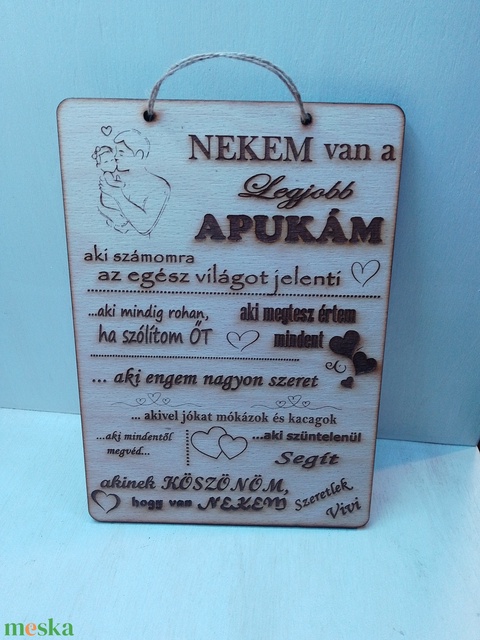 NEKEM van a
Legjobb
APUKÁM
aki számomra
az egész világot jelenti
...aki mindig rohan,
ha szólítom ŐT
aki megtesz értem
mindent
... aki engem nagyon szeret
... akivel jókat mókázok és kacagok
...aki mindentől
megvéd...
...aki szüntelenül
Segít
akinek KÖSZÖNÖM,
hogy van NEKEM
Szeretlek
Vivi
meska